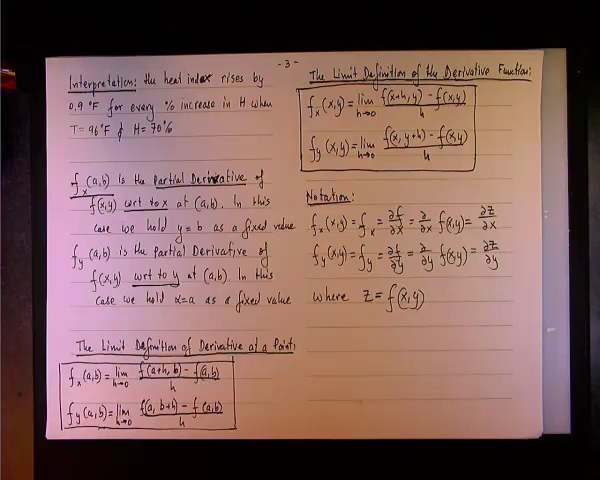 - 3 -
Interpretation: the heat index rises by
0.9 °F for every % increase in H when
T = 96°F & H = 70%
f_x (a,b) is the Partial Derivative of
f(x,y) wrt to x at (a,b). In this
case we hold y = b as a fixed value
f_y (a,b) is the Partial Derivative of
f(x,y) wrt to y at (a,b). In this
case we hold x = a as a fixed value
The Limit Definition of Derivative at a Point:
f_x (a,b) = lim_{h→0} (f(a+h, b) - f(a,b))/h
f_y (a,b) = lim_{h→0} (f(a, b+h) - f(a,b))/h
The Limit Definition of the Derivative Function:
f_x (x,y) = lim_{h→0} (f(x+h, y) - f(x,y))/h
f_y (x,y) = lim_{h→0} (f(x, y+h) - f(x,y))/h
Notation:
f_x (x,y) = f_x = ∂f/∂x = ∂/∂x f(x,y) = ∂z/∂x
f_y (x,y) = f_y = ∂f/∂y = ∂/∂y f(x,y) = ∂z/∂y
where z = f(x,y)